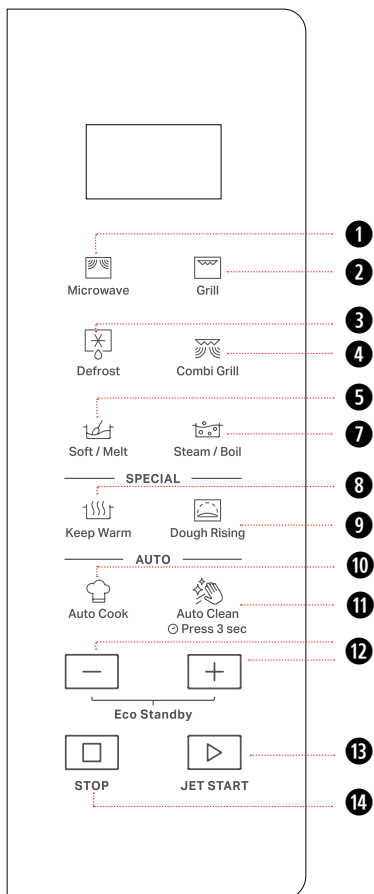 1
Microwave Grill
2
3
Defrost Combi Grill
4
5
Soft / Melt Steam / Boil
7
SPECIAL
8
Keep Warm Dough Rising
9
AUTO
10
Auto Cook Auto Clean
Press 3 sec
11
− +
12
Eco Standby
13
STOP JET START
14